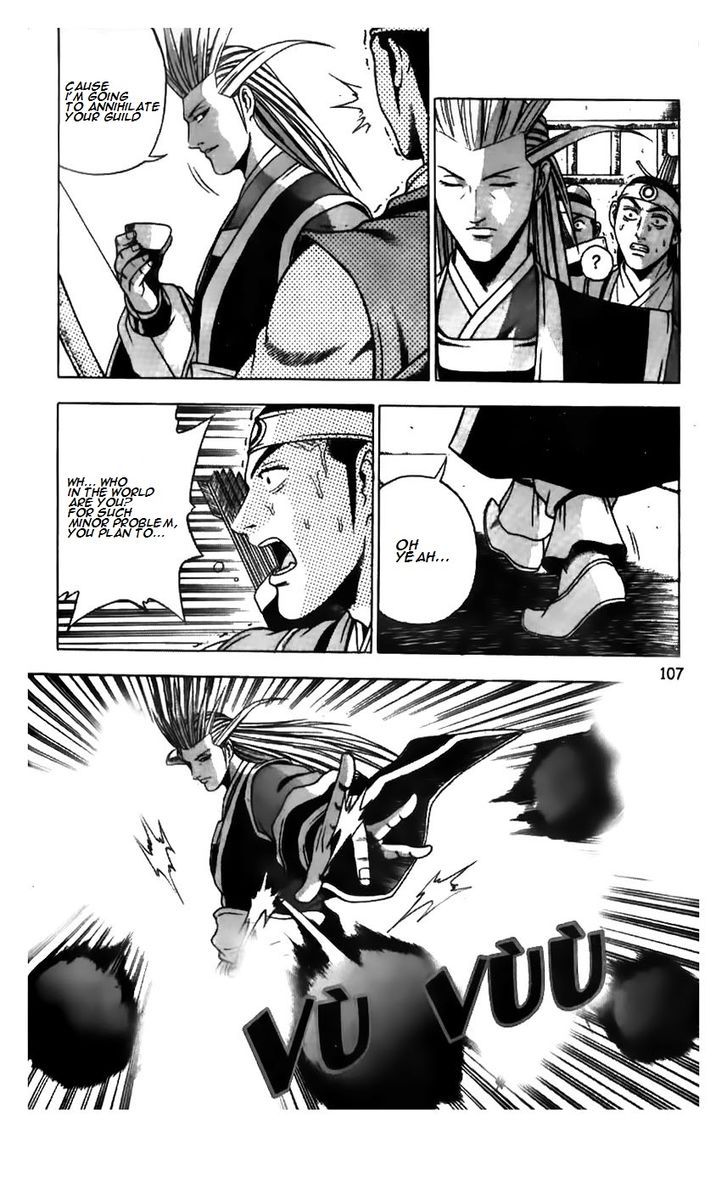 CAUSE
I'M GOING
TO ANNIHILATE
YOUR GUILD
?
WH... WHO
IN THE WORLD
ARE YOU?
FOR SUCH
MINOR PROBLEM,
YOU PLAN TO...
OH
YEAH...
107
VÙ VÙÙ